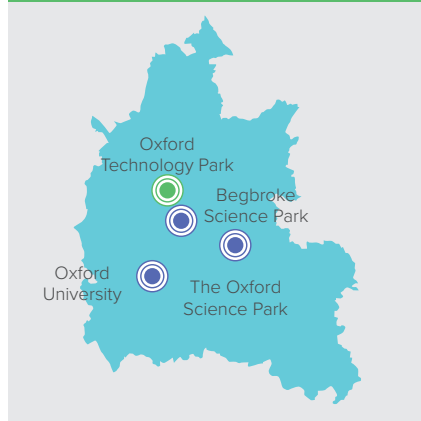 Oxford
Technology Park
Begbroke
Science Park
Oxford
University
The Oxford
Science Park